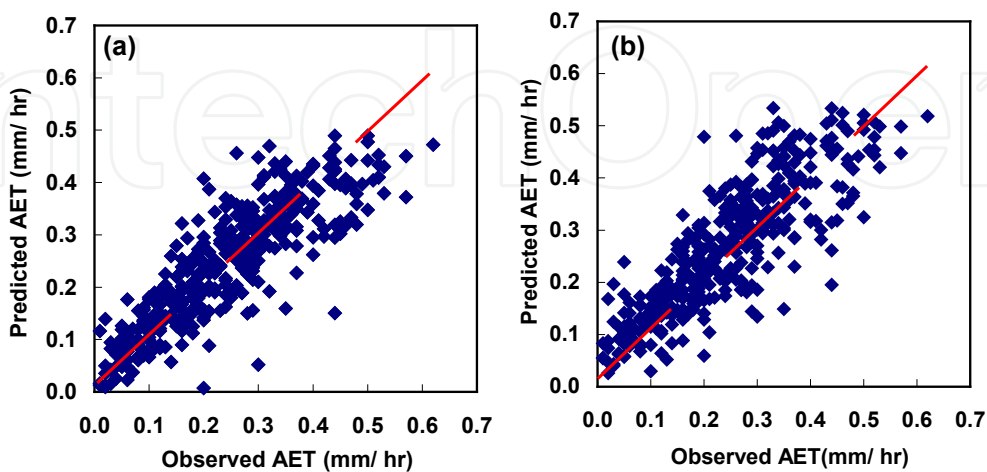 (a)
0.7
0.6
0.5
0.4
0.3
0.2
0.1
0.0
Predicted AET (mm/ hr)
0.0 0.1 0.2 0.3 0.4 0.5 0.6 0.7
Observed AET (mm/ hr)
(b)
0.7
0.6
0.5
0.4
0.3
0.2
0.1
0.0
Predicted AET (mm/ hr)
0.0 0.1 0.2 0.3 0.4 0.5 0.6 0.7
Observed AET(mm/ hr)
ntechOpen